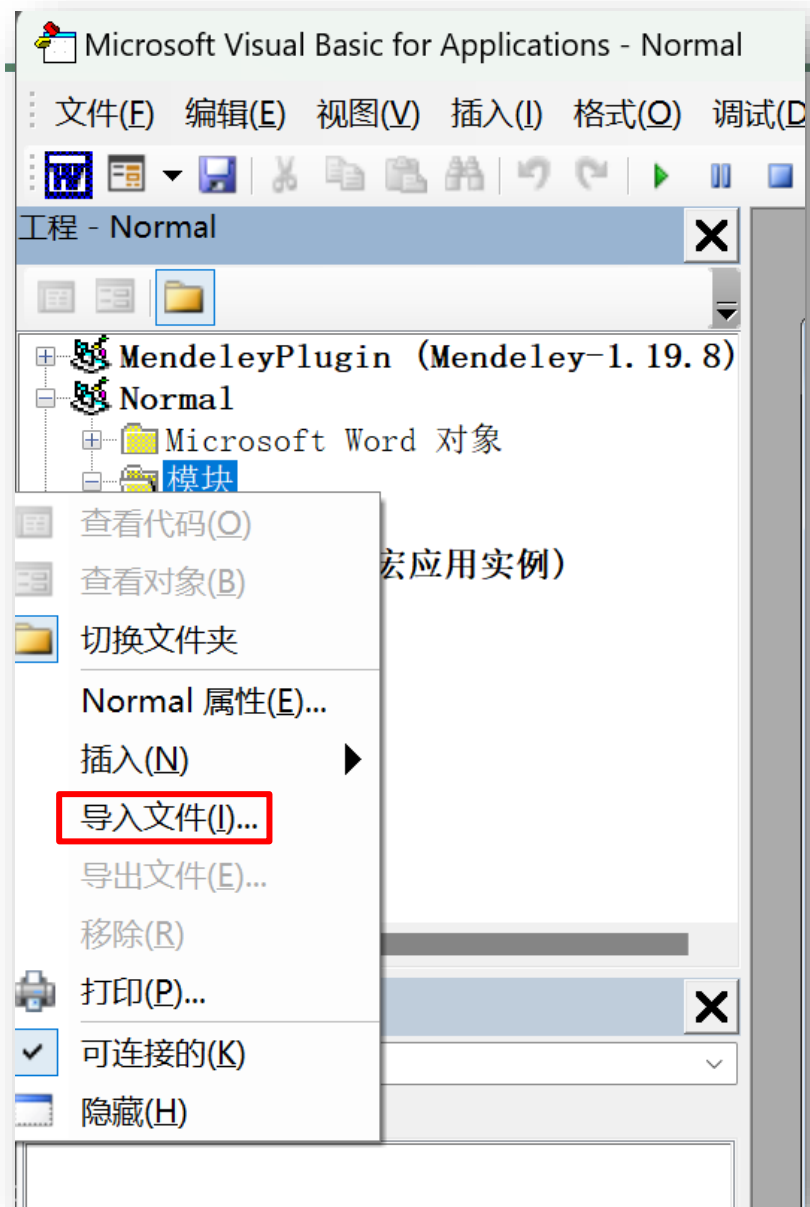 Microsoft Visual Basic for Applications - Normal
文件(F) 编辑(E) 视图(V) 插入(I) 格式(O) 调试(D
工程 - Normal
MendeleyPlugin (Mendeley-1.19.8)
Normal
Microsoft Word 对象
模块
查看代码(O)
宏应用实例)
查看对象(B)
切换文件夹
Normal 属性(E)...
插入(N)
导入文件(I)...
导出文件(E)...
移除(R)
打印(P)...
可连接的(K)
隐藏(H)